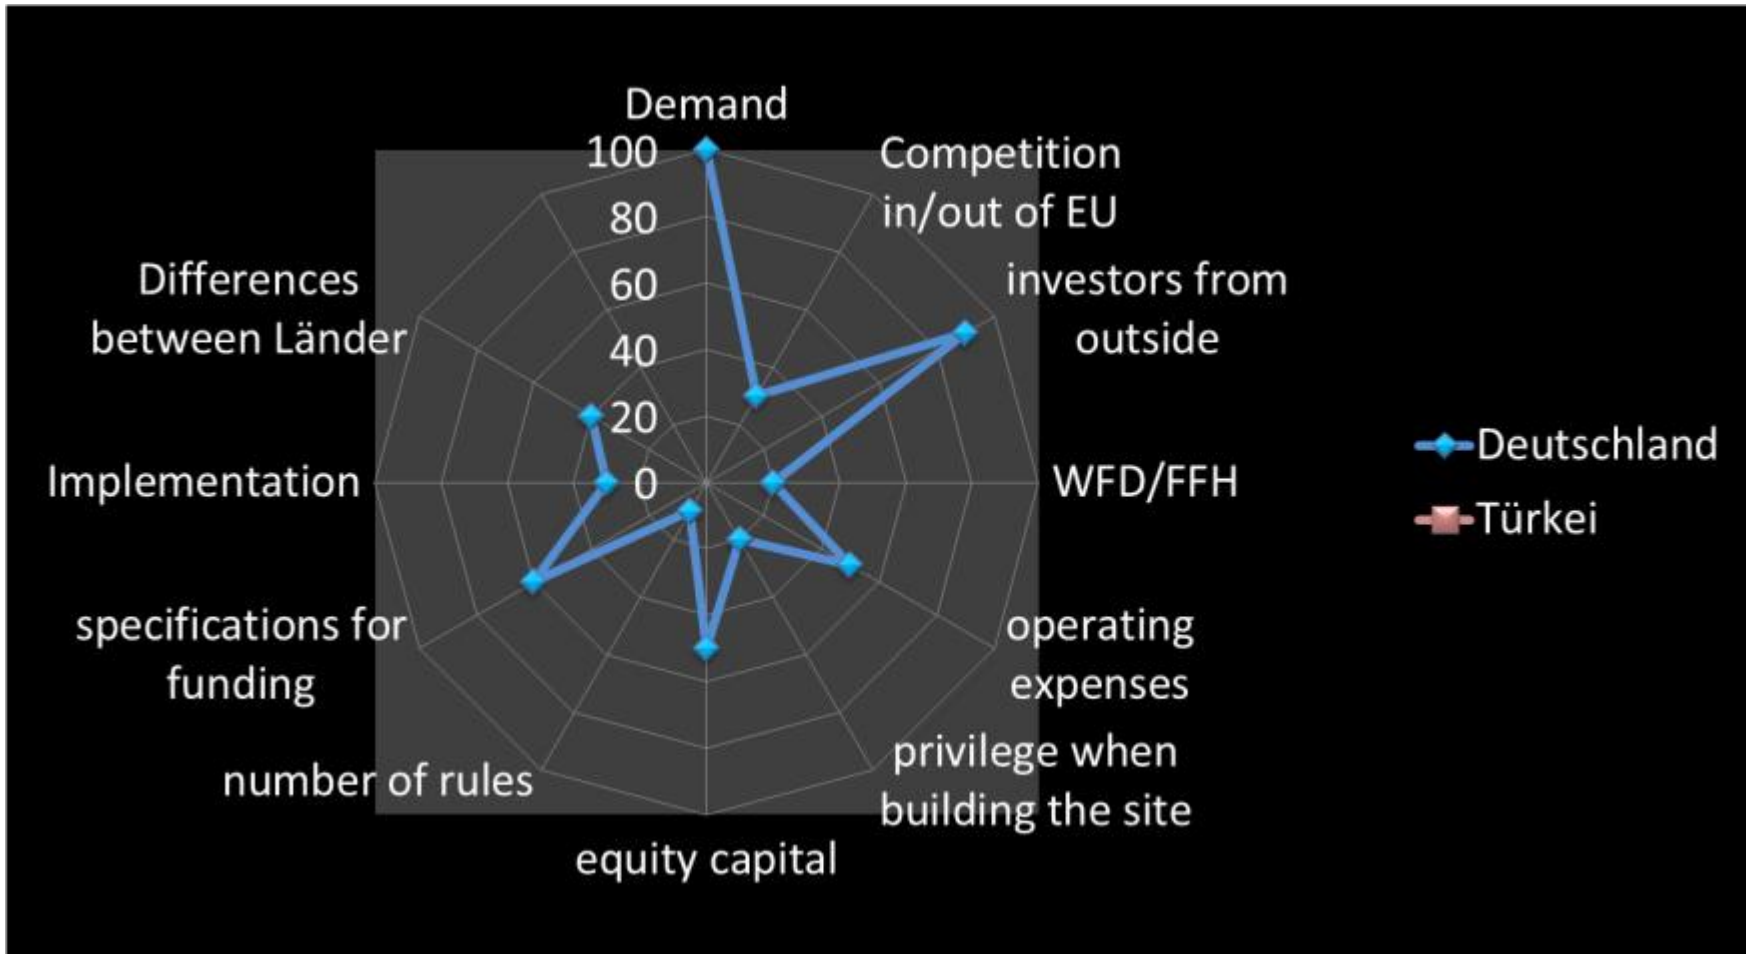 Demand
100
80
60
40
20
0
Competition
in/out of EU
investors from
outside
WFD/FFH
operating
expenses
privilege when
building the site
equity capital
number of rules
specifications for
funding
Implementation
Differences
between Länder
Deutschland
Türkei